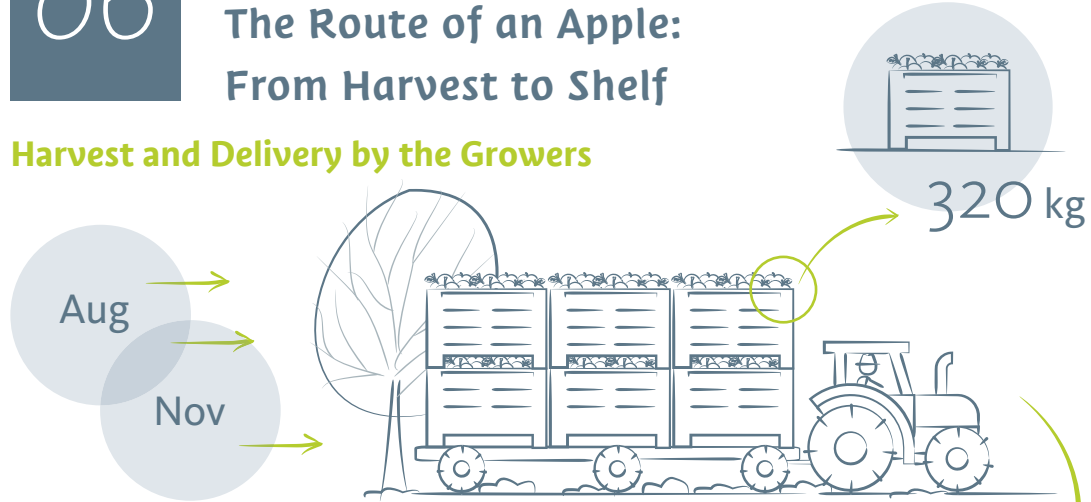 06
The Route of an Apple:
From Harvest to Shelf
Harvest and Delivery by the Growers
320 kg
Aug
Nov